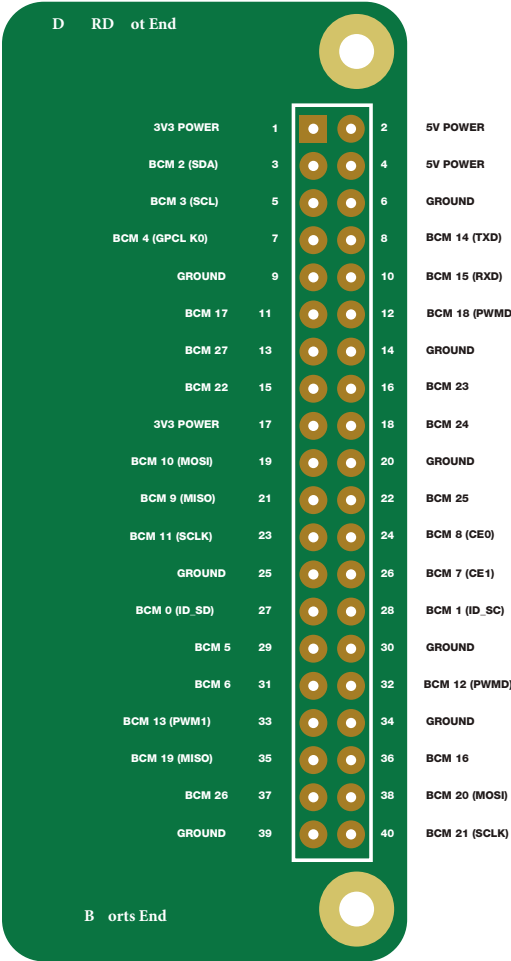 D RD ot End
3V3 POWER 1 2 5V POWER
BCM 2 (SDA) 3 4 5V POWER
BCM 3 (SCL) 5 6 GROUND
BCM 4 (GPCL K0) 7 8 BCM 14 (TXD)
GROUND 9 10 BCM 15 (RXD)
BCM 17 11 12 BCM 18 (PWMD
BCM 27 13 14 GROUND
BCM 22 15 16 BCM 23
3V3 POWER 17 18 BCM 24
BCM 10 (MOSI) 19 20 GROUND
BCM 9 (MISO) 21 22 BCM 25
BCM 11 (SCLK) 23 24 BCM 8 (CE0)
GROUND 25 26 BCM 7 (CE1)
BCM 0 (ID_SD) 27 28 BCM 1 (ID_SC)
BCM 5 29 30 GROUND
BCM 6 31 32 BCM 12 (PWMD)
BCM 13 (PWM1) 33 34 GROUND
BCM 19 (MISO) 35 36 BCM 16
BCM 26 37 38 BCM 20 (MOSI)
GROUND 39 40 BCM 21 (SCLK)
B orts End